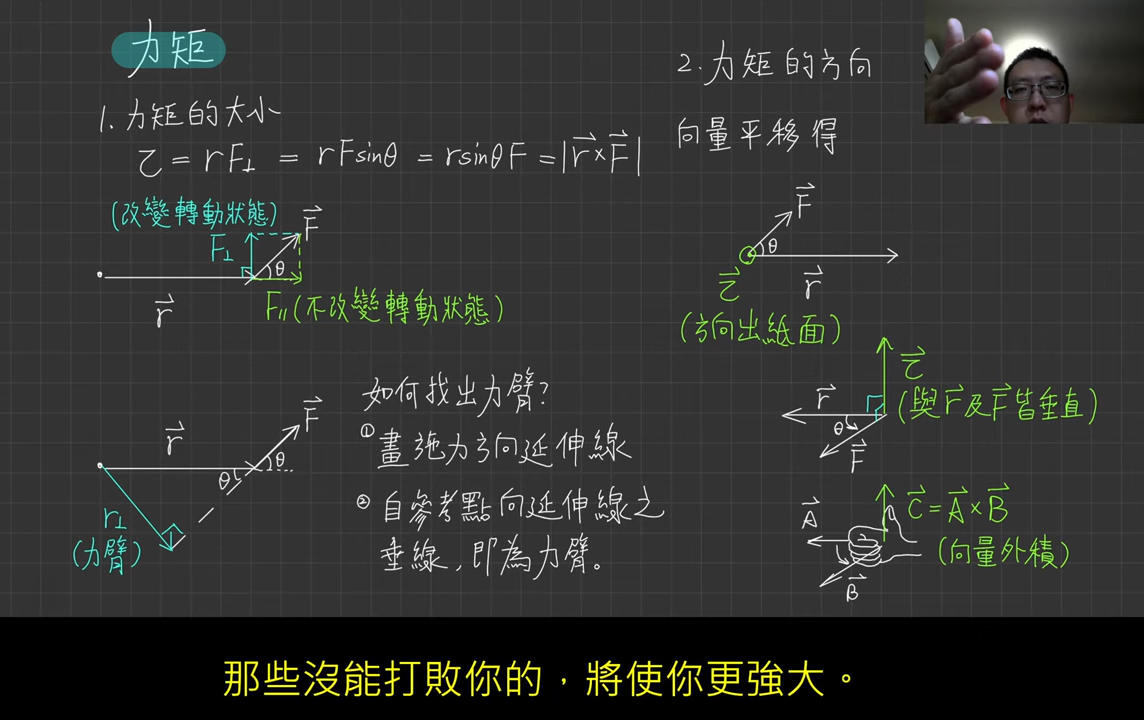 力矩
1. 力矩的大小
τ = rF⊥ = rFsinθ = rsinθF = |r⃗×F⃗|
(改變轉動狀態)
F⊥
F⃗
θ
r⃗
F∥(不改變轉動狀態)
如何找出力臂?
① 畫施力方向延伸線
② 自參考點向延伸線之
垂線,即為力臂。
r⃗
F⃗
θ
θ
r⊥
(力臂)
2. 力矩的方向
向量平移得
F⃗
θ
τ⃗
r⃗
(方向出紙面)
τ⃗
r⃗
(與r⃗及F⃗皆垂直)
θ
F⃗
A⃗
C⃗=A⃗×B⃗
(向量外積)
B⃗
那些沒能打敗你的,將使你更強大。